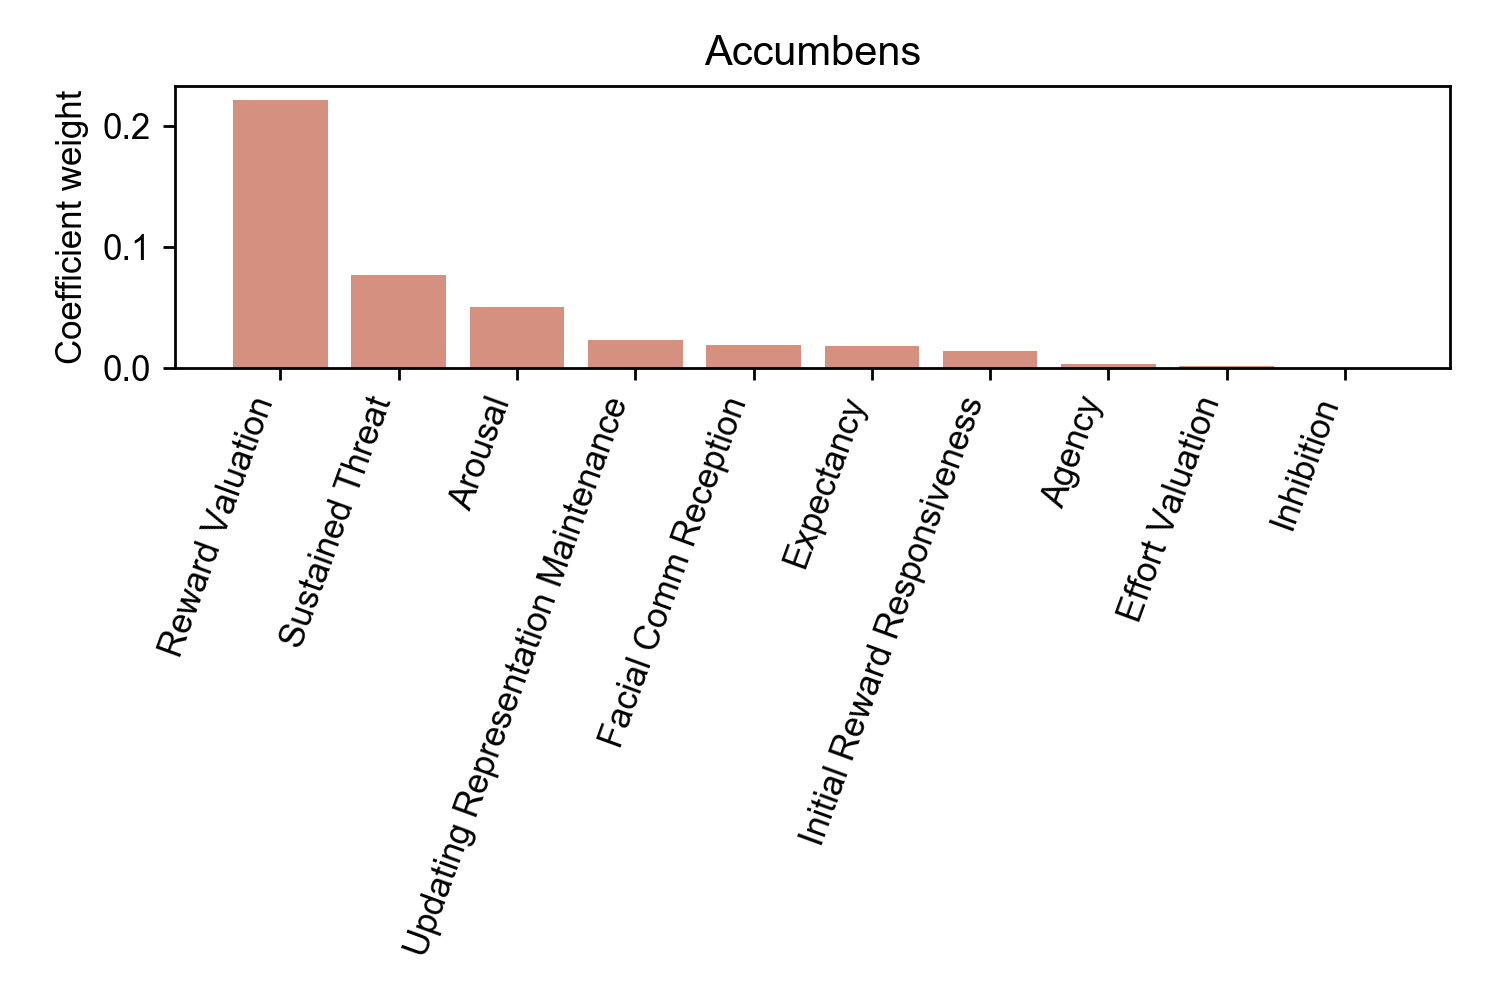 Accumbens
Coefficient weight
0.2
0.1
0.0
Reward Valuation
Sustained Threat
Arousal
Updating Representation Maintenance
Facial Comm Reception
Expectancy
Initial Reward Responsiveness
Agency
Effort Valuation
Inhibition